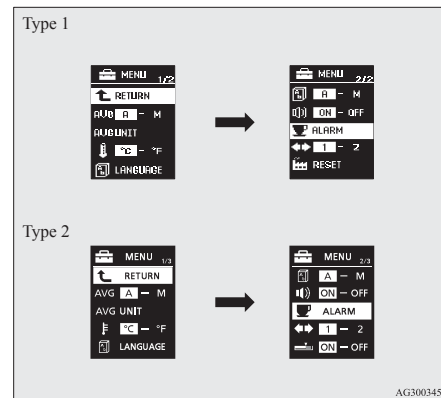 Type 1
MENU 1/2
RETURN
AVG A - M
AVG UNIT
°C - °F
LANGUAGE
MENU 2/2
A - M
ON - OFF
ALARM
1 - 2
RESET
Type 2
MENU 1/3
RETURN
AVG A - M
AVG UNIT
°C - °F
LANGUAGE
MENU 2/3
A - M
ON - OFF
ALARM
1 - 2
ON - OFF
AG300345